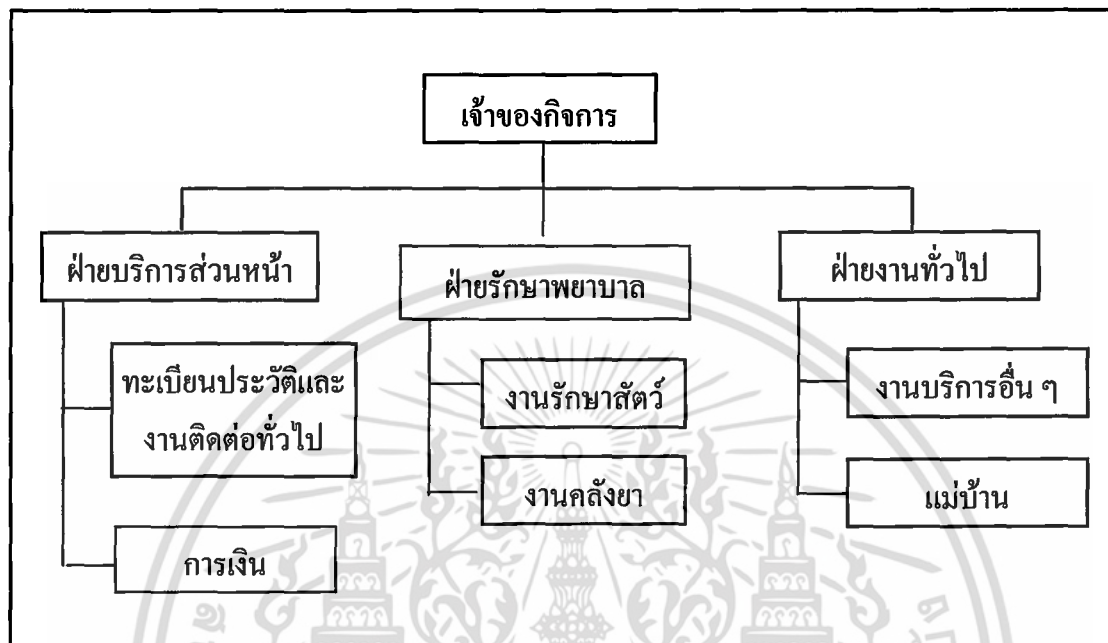 เจ้าของกิจการ
ฝ่ายบริการส่วนหน้า
ทะเบียนประวัติและ
งานติดต่อทั่วไป
การเงิน
ฝ่ายรักษาพยาบาล
งานรักษาสัตว์
งานคลังยา
ฝ่ายงานทั่วไป
งานบริการอื่น ๆ
แม่บ้าน